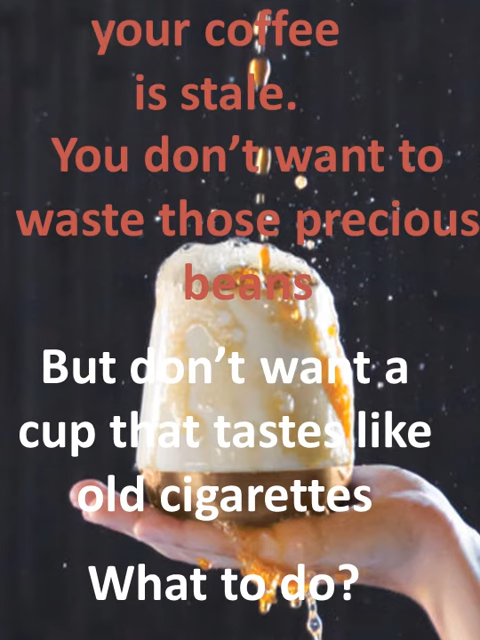 your coffee
is stale.
You don’t want to
waste those precious
beans
But don’t want a
cup that tastes like
old cigarettes
What to do?